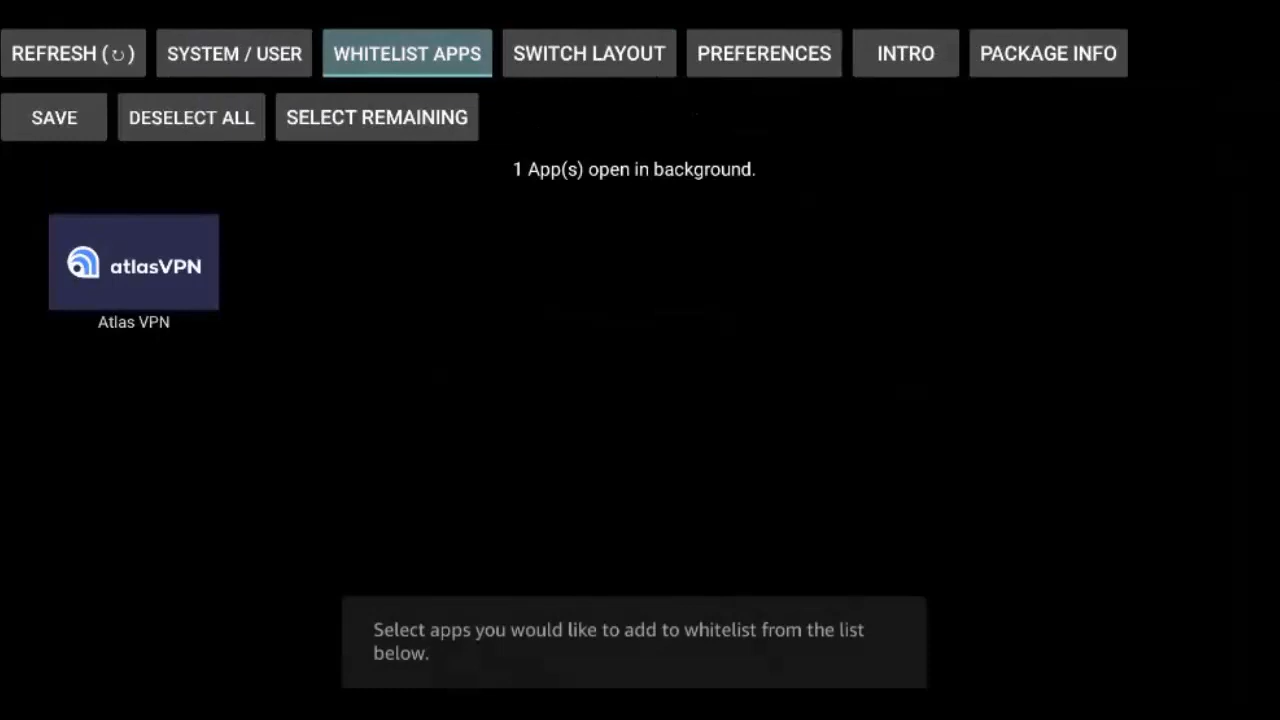 REFRESH (↻) SYSTEM / USER WHITELIST APPS SWITCH LAYOUT PREFERENCES INTRO PACKAGE INFO
SAVE DESELECT ALL SELECT REMAINING
1 App(s) open in background.
atlasVPN
Atlas VPN
Select apps you would like to add to whitelist from the list
below.